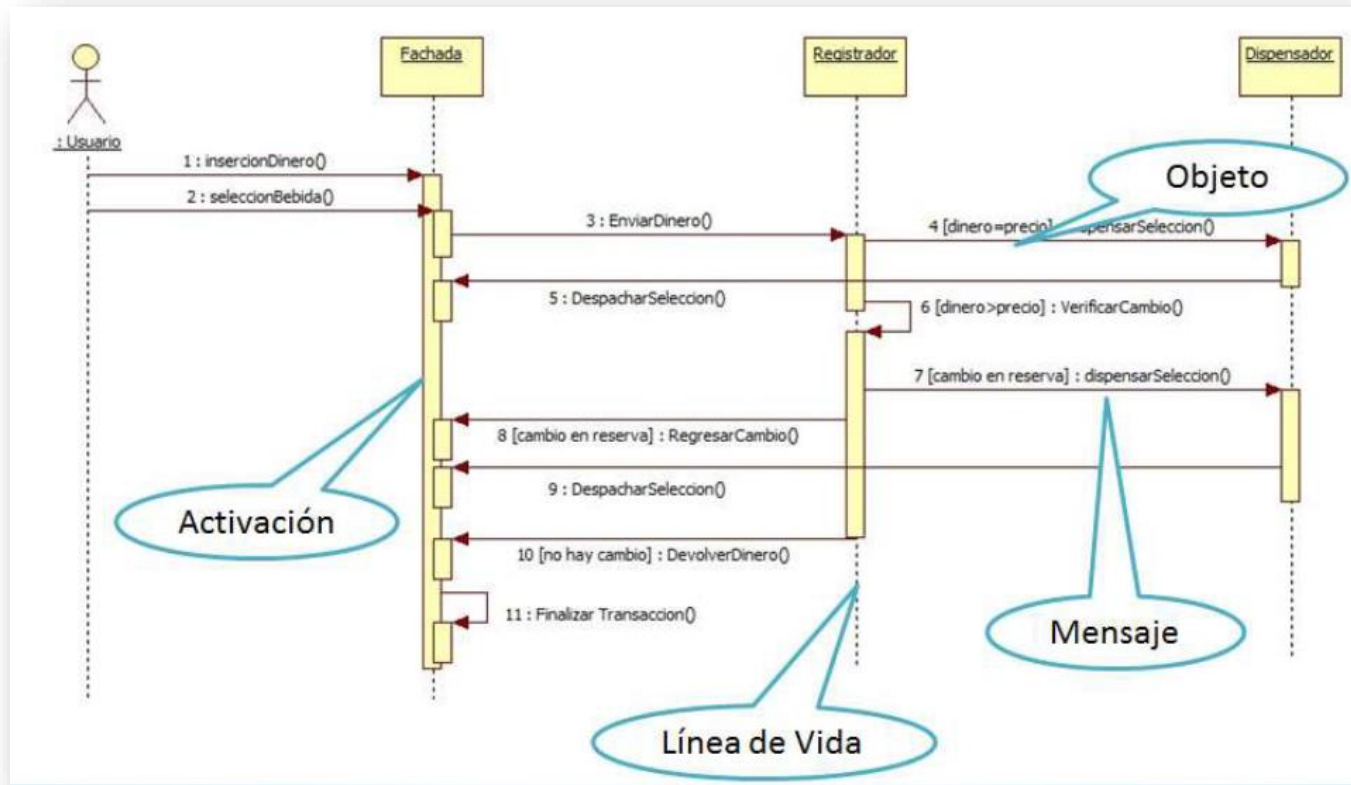 Fachada
Registrador
Dispensador
: Usuario
1 : insercionDinero()
Objeto
2 : seleccionBebida()
3 : EnviarDinero()
4 [dinero=precio]
5 : DespacharSeleccion()
6 [dinero>precio] : VerificarCambio()
7 [cambio en reserva] : dispensarSeleccion()
8 [cambio en reserva] : RegresarCambio()
9 : DespacharSeleccion()
Activación
10 [no hay cambio] : DevolverDinero()
11 : Finalizar Transaccion()
Mensaje
Línea de Vida